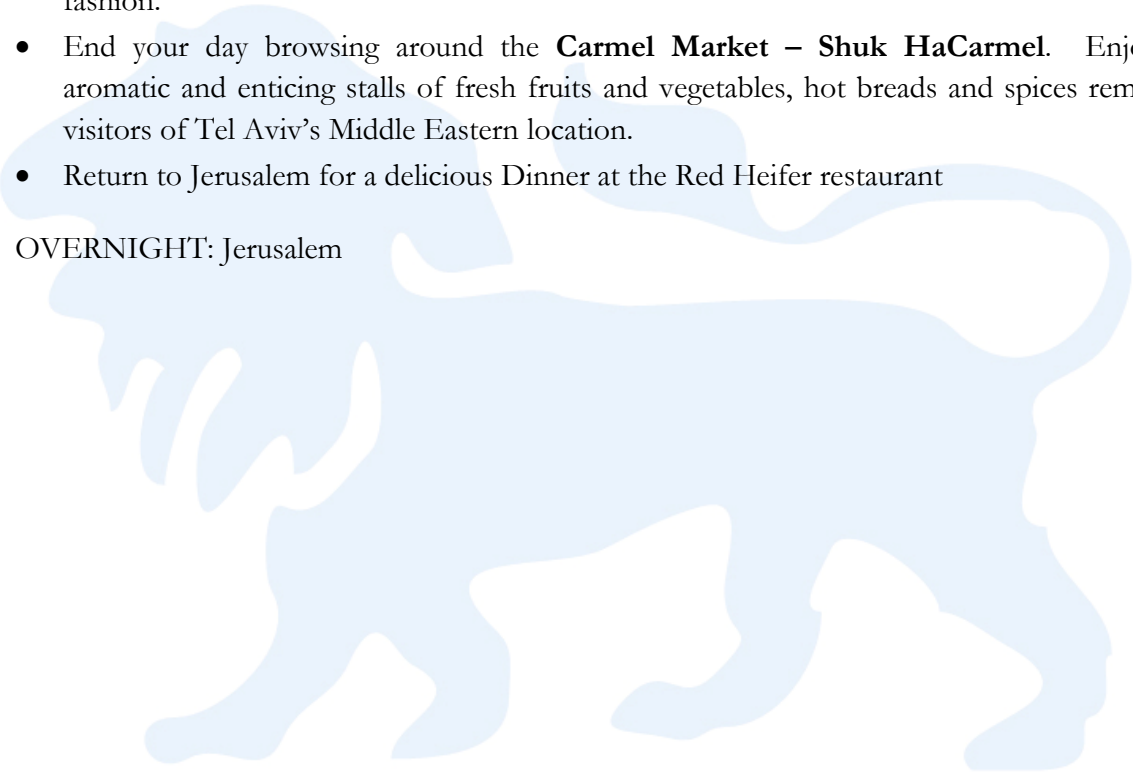 fashion.
• End your day browsing around the Carmel Market – Shuk HaCarmel. Enjo
aromatic and enticing stalls of fresh fruits and vegetables, hot breads and spices rem
visitors of Tel Aviv’s Middle Eastern location.
• Return to Jerusalem for a delicious Dinner at the Red Heifer restaurant
OVERNIGHT: Jerusalem